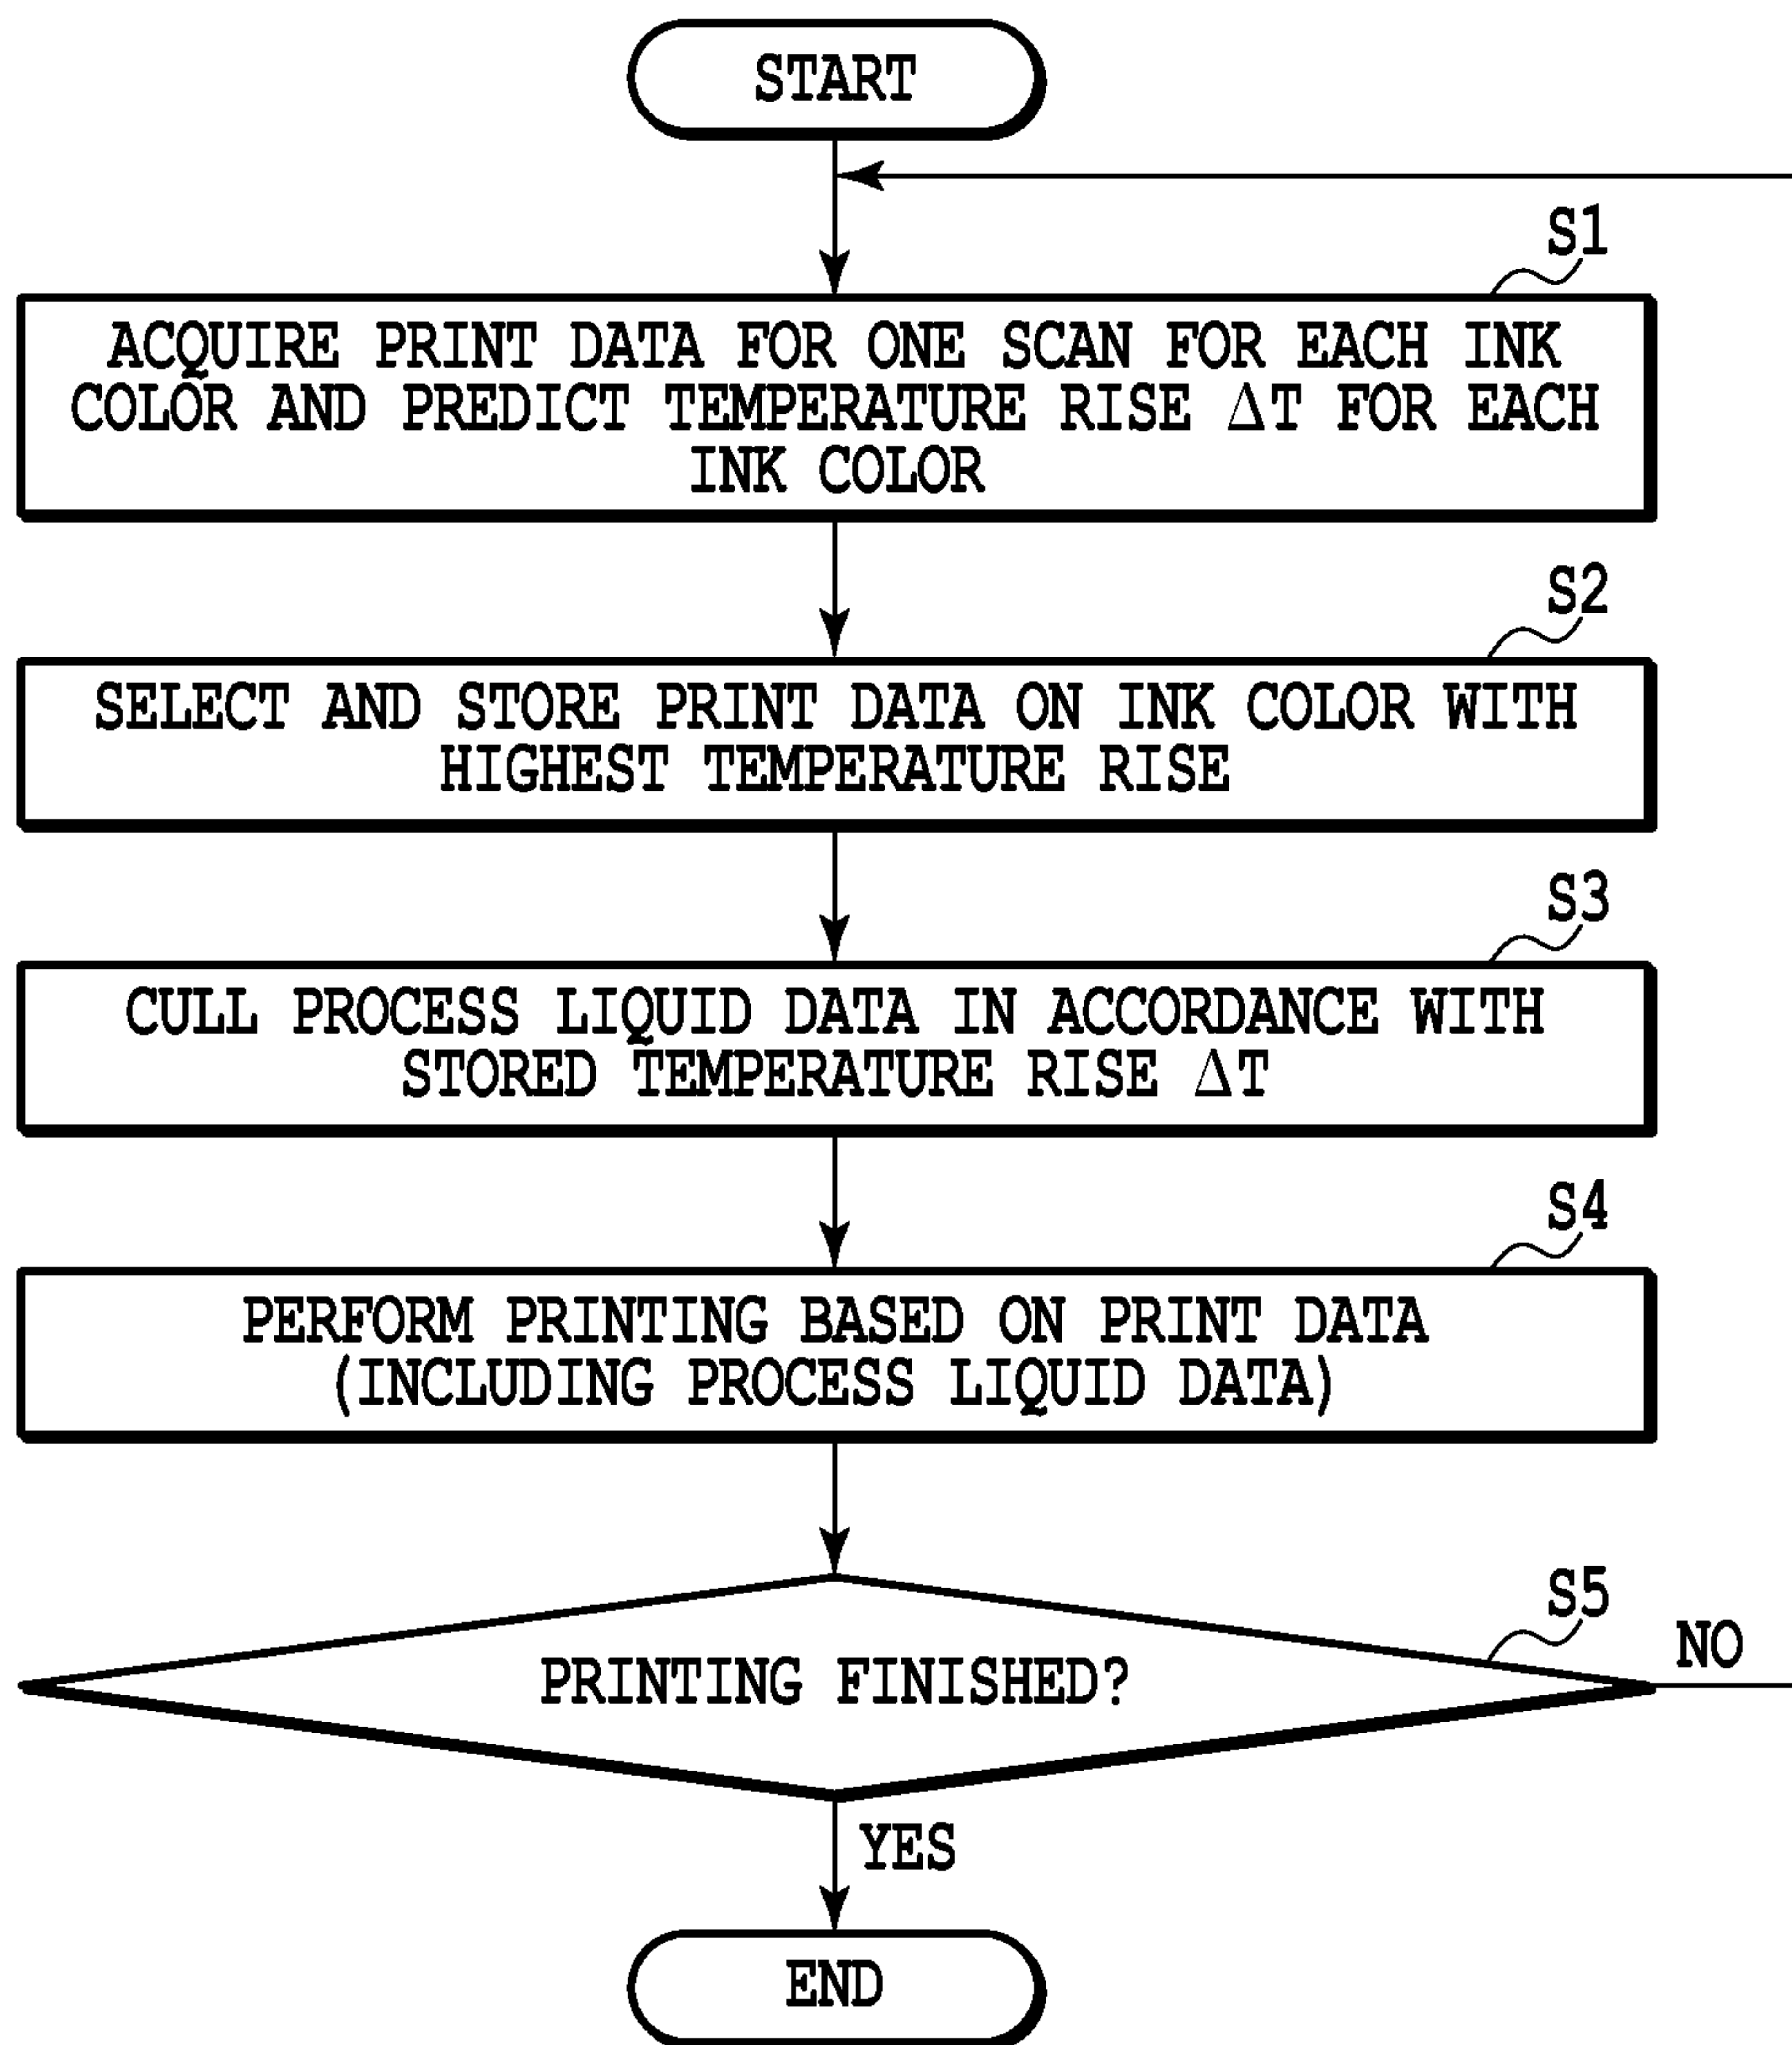 START
S1
ACQUIRE PRINT DATA FOR ONE SCAN FOR EACH INK
COLOR AND PREDICT TEMPERATURE RISE ΔT FOR EACH
INK COLOR
S2
SELECT AND STORE PRINT DATA ON INK COLOR WITH
HIGHEST TEMPERATURE RISE
S3
CULL PROCESS LIQUID DATA IN ACCORDANCE WITH
STORED TEMPERATURE RISE ΔT
S4
PERFORM PRINTING BASED ON PRINT DATA
(INCLUDING PROCESS LIQUID DATA)
S5
NO
PRINTING FINISHED?
YES
END